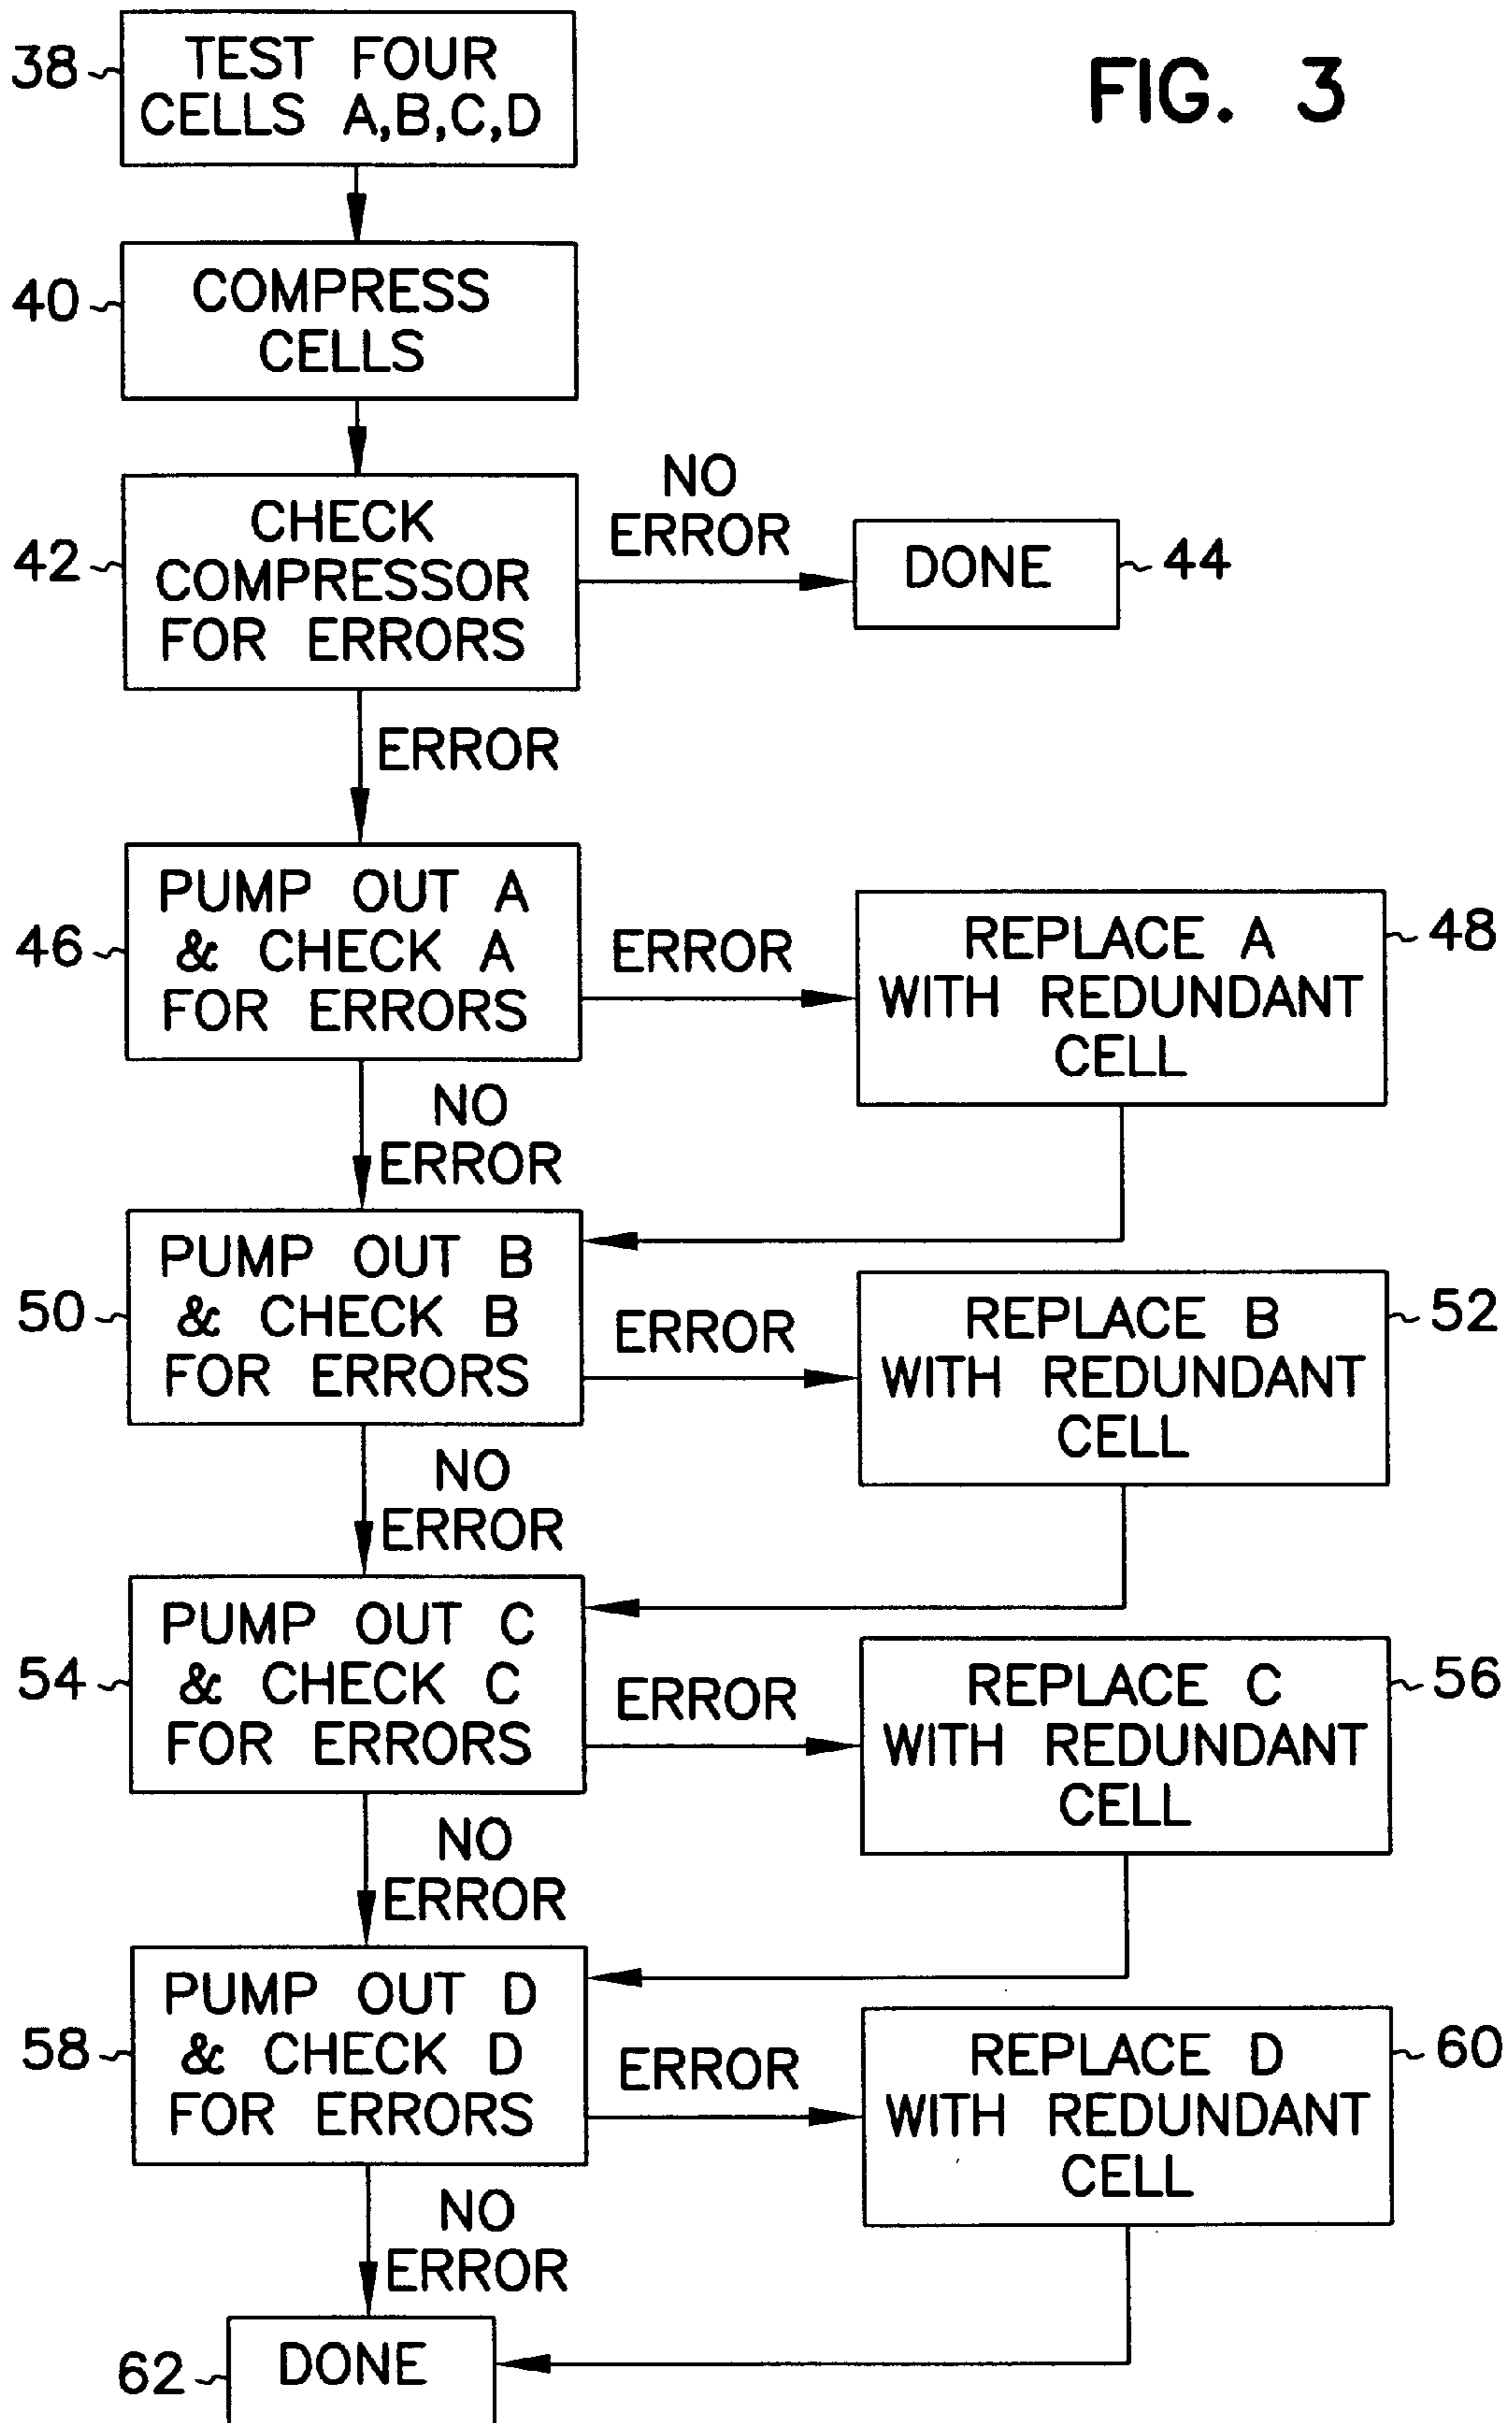 FIG. 3
38
TEST FOUR
CELLS A,B,C,D
40
COMPRESS
CELLS
42
CHECK
COMPRESSOR
FOR ERRORS
NO
ERROR
DONE
44
ERROR
46
PUMP OUT A
& CHECK A
FOR ERRORS
ERROR
REPLACE A
WITH REDUNDANT
CELL
48
NO
ERROR
50
PUMP OUT B
& CHECK B
FOR ERRORS
ERROR
REPLACE B
WITH REDUNDANT
CELL
52
NO
ERROR
54
PUMP OUT C
& CHECK C
FOR ERRORS
ERROR
REPLACE C
WITH REDUNDANT
CELL
56
NO
ERROR
58
PUMP OUT D
& CHECK D
FOR ERRORS
ERROR
REPLACE D
WITH REDUNDANT
CELL
60
NO
ERROR
62
DONE